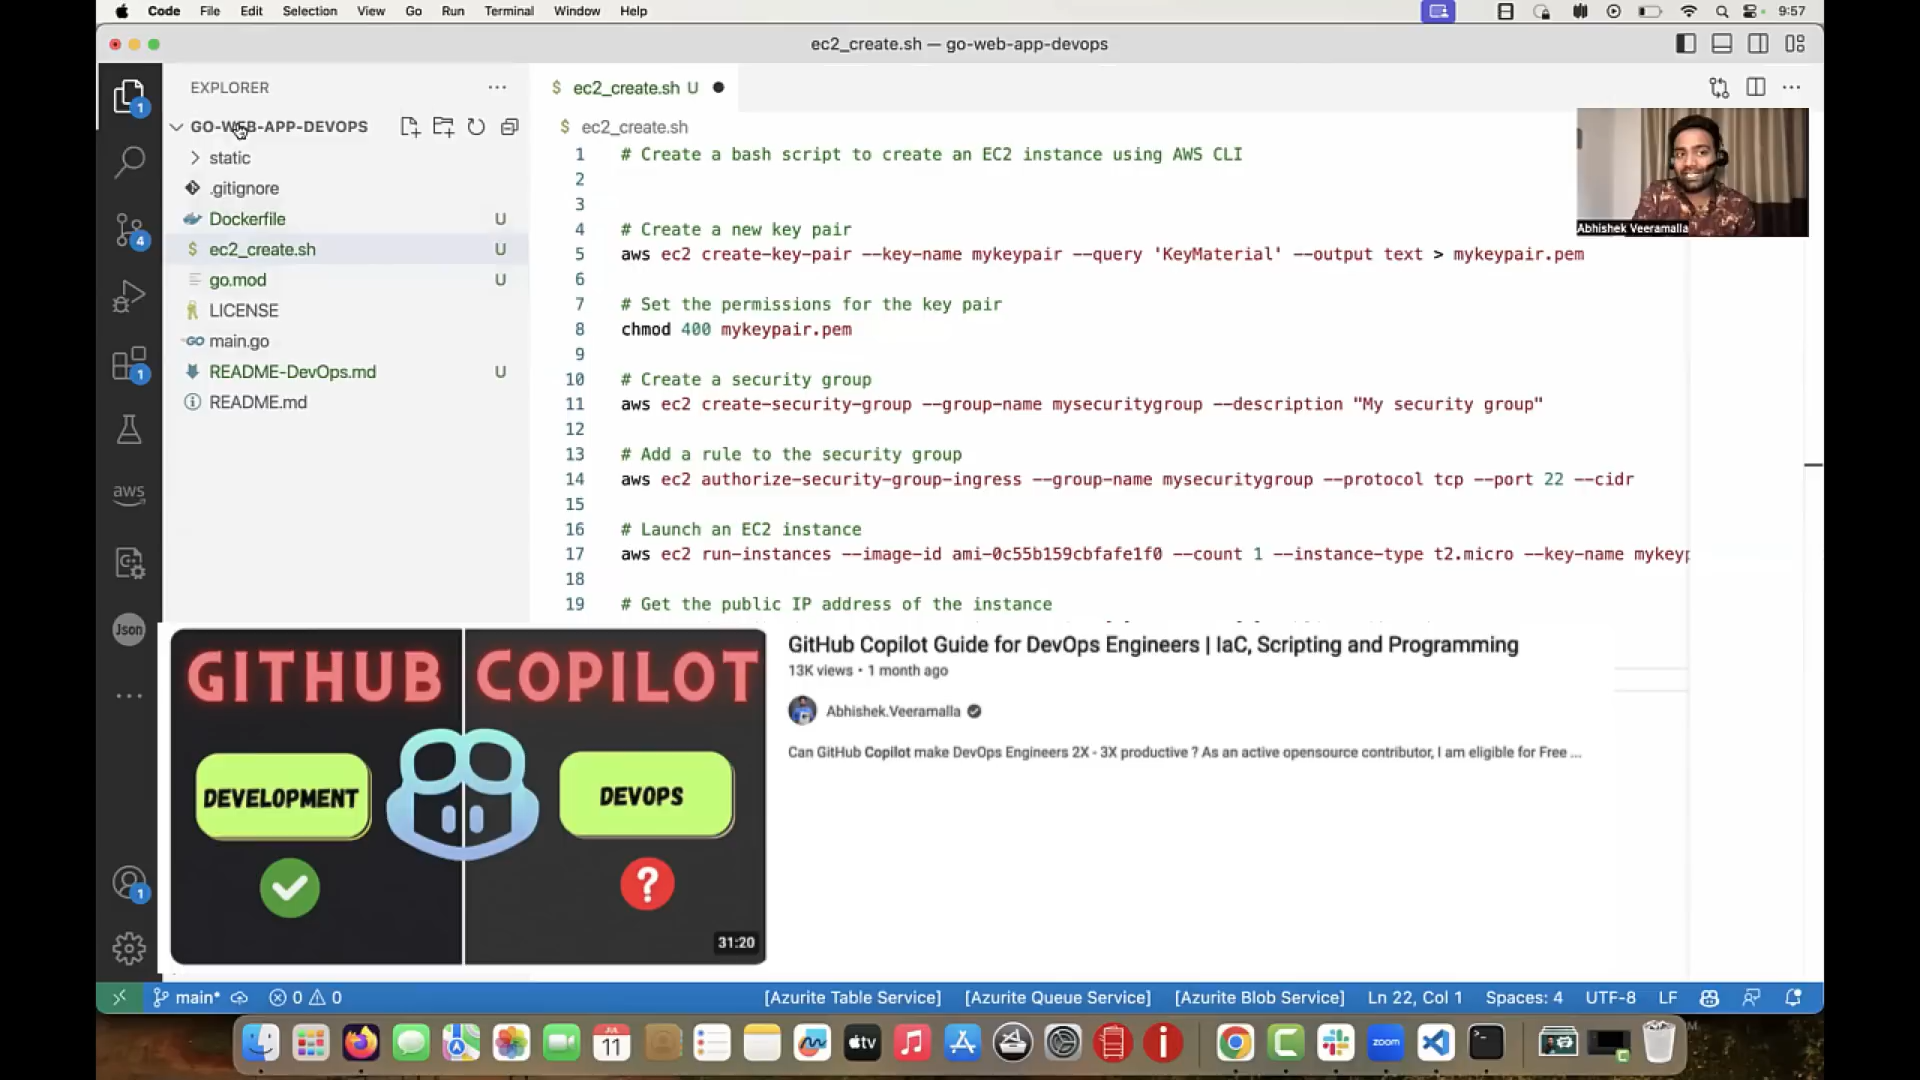 Code File Edit Selection View Go Run Terminal Window Help 9:57
ec2_create.sh — go-web-app-devops
EXPLORER
ec2_create.sh U
GO-WEB-APP-DEVOPS
ec2_create.sh
static
.gitignore
Dockerfile U
ec2_create.sh U
go.mod U
LICENSE
GO main.go
README-DevOps.md U
README.md
1 # Create a bash script to create an EC2 instance using AWS CLI
2
3
4 # Create a new key pair
5 aws ec2 create-key-pair --key-name mykeypair --query 'KeyMaterial' --output text > mykeypair.pem
6
7 # Set the permissions for the key pair
8 chmod 400 mykeypair.pem
9
10 # Create a security group
11 aws ec2 create-security-group --group-name mysecuritygroup --description "My security group"
12
13 # Add a rule to the security group
14 aws ec2 authorize-security-group-ingress --group-name mysecuritygroup --protocol tcp --port 22 --cidr
15
16 # Launch an EC2 instance
17 aws ec2 run-instances --image-id ami-0c55b159cbfafe1f0 --count 1 --instance-type t2.micro --key-name mykeyp
18
19 # Get the public IP address of the instance
Abhishek Veeramalla
1
4
1
aws
Json
1
GITHUB COPILOT
DEVELOPMENT
DEVOPS
?
31:20
GitHub Copilot Guide for DevOps Engineers | IaC, Scripting and Programming
13K views • 1 month ago
Abhishek.Veeramalla
Can GitHub Copilot make DevOps Engineers 2X - 3X productive ? As an active opensource contributor, I am eligible for Free ...
main* 0 0 [Azurite Table Service] [Azurite Queue Service] [Azurite Blob Service] Ln 22, Col 1 Spaces: 4 UTF-8 LF
JUL
11
tv
zoom